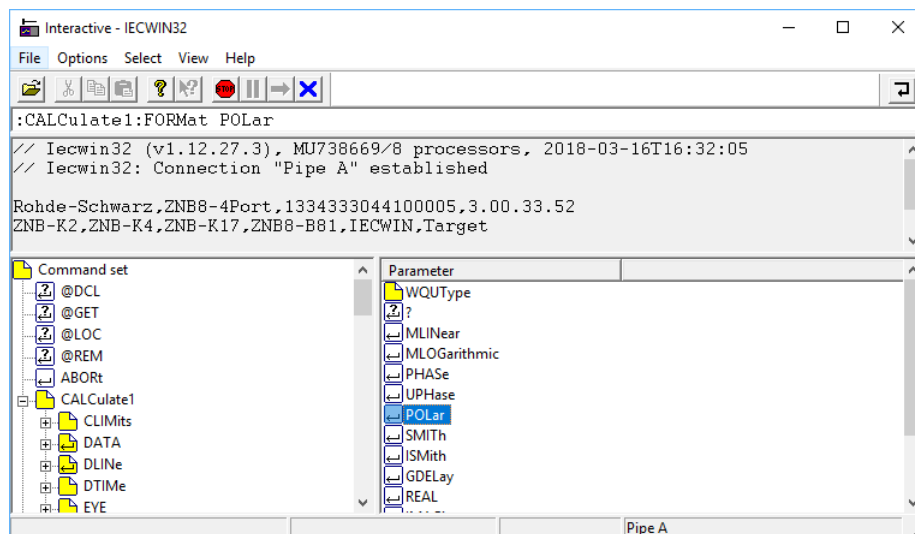 Interactive - IECWIN32
File Options Select View Help
STOP
:CALCulate1:FORMat POLar
// Iecwin32 (v1.12.27.3), MU738669/8 processors, 2018-03-16T16:32:05
// Iecwin32: Connection "Pipe A" established
Rohde-Schwarz,ZNB8-4Port,1334333044100005,3.00.33.52
ZNB-K2,ZNB-K4,ZNB-K17,ZNB8-B81,IECWIN,Target
Command set
@DCL
@GET
@LOC
@REM
ABORt
CALCulate1
CLIMits
DATA
DLINe
DTIMe
EYE
Parameter
WQUType
?
MLINear
MLOGarithmic
PHASe
UPHase
POLar
SMITh
ISMith
GDELay
REAL
Pipe A